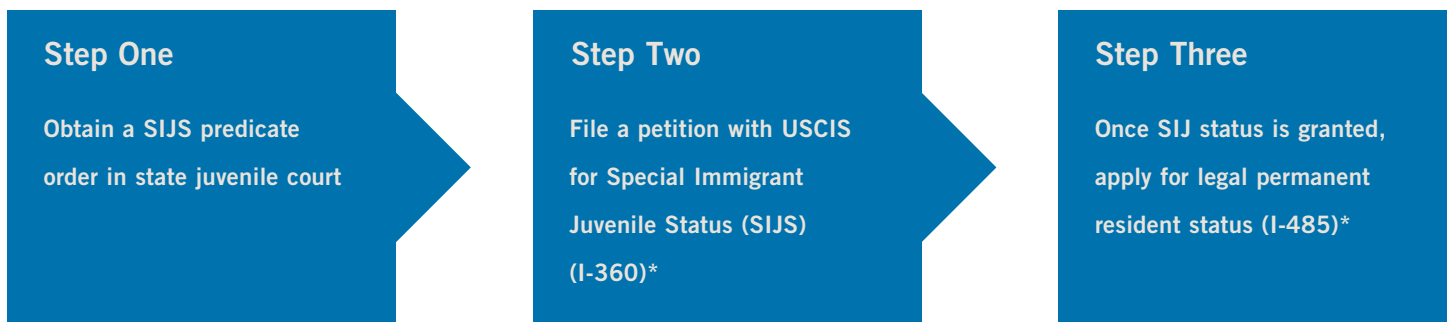 Step One
Obtain a SIJS predicate
order in state juvenile court
Step Two
File a petition with USCIS
for Special Immigrant
Juvenile Status (SIJS)
(I-360)*
Step Three
Once SIJ status is granted,
apply for legal permanent
resident status (I-485)*